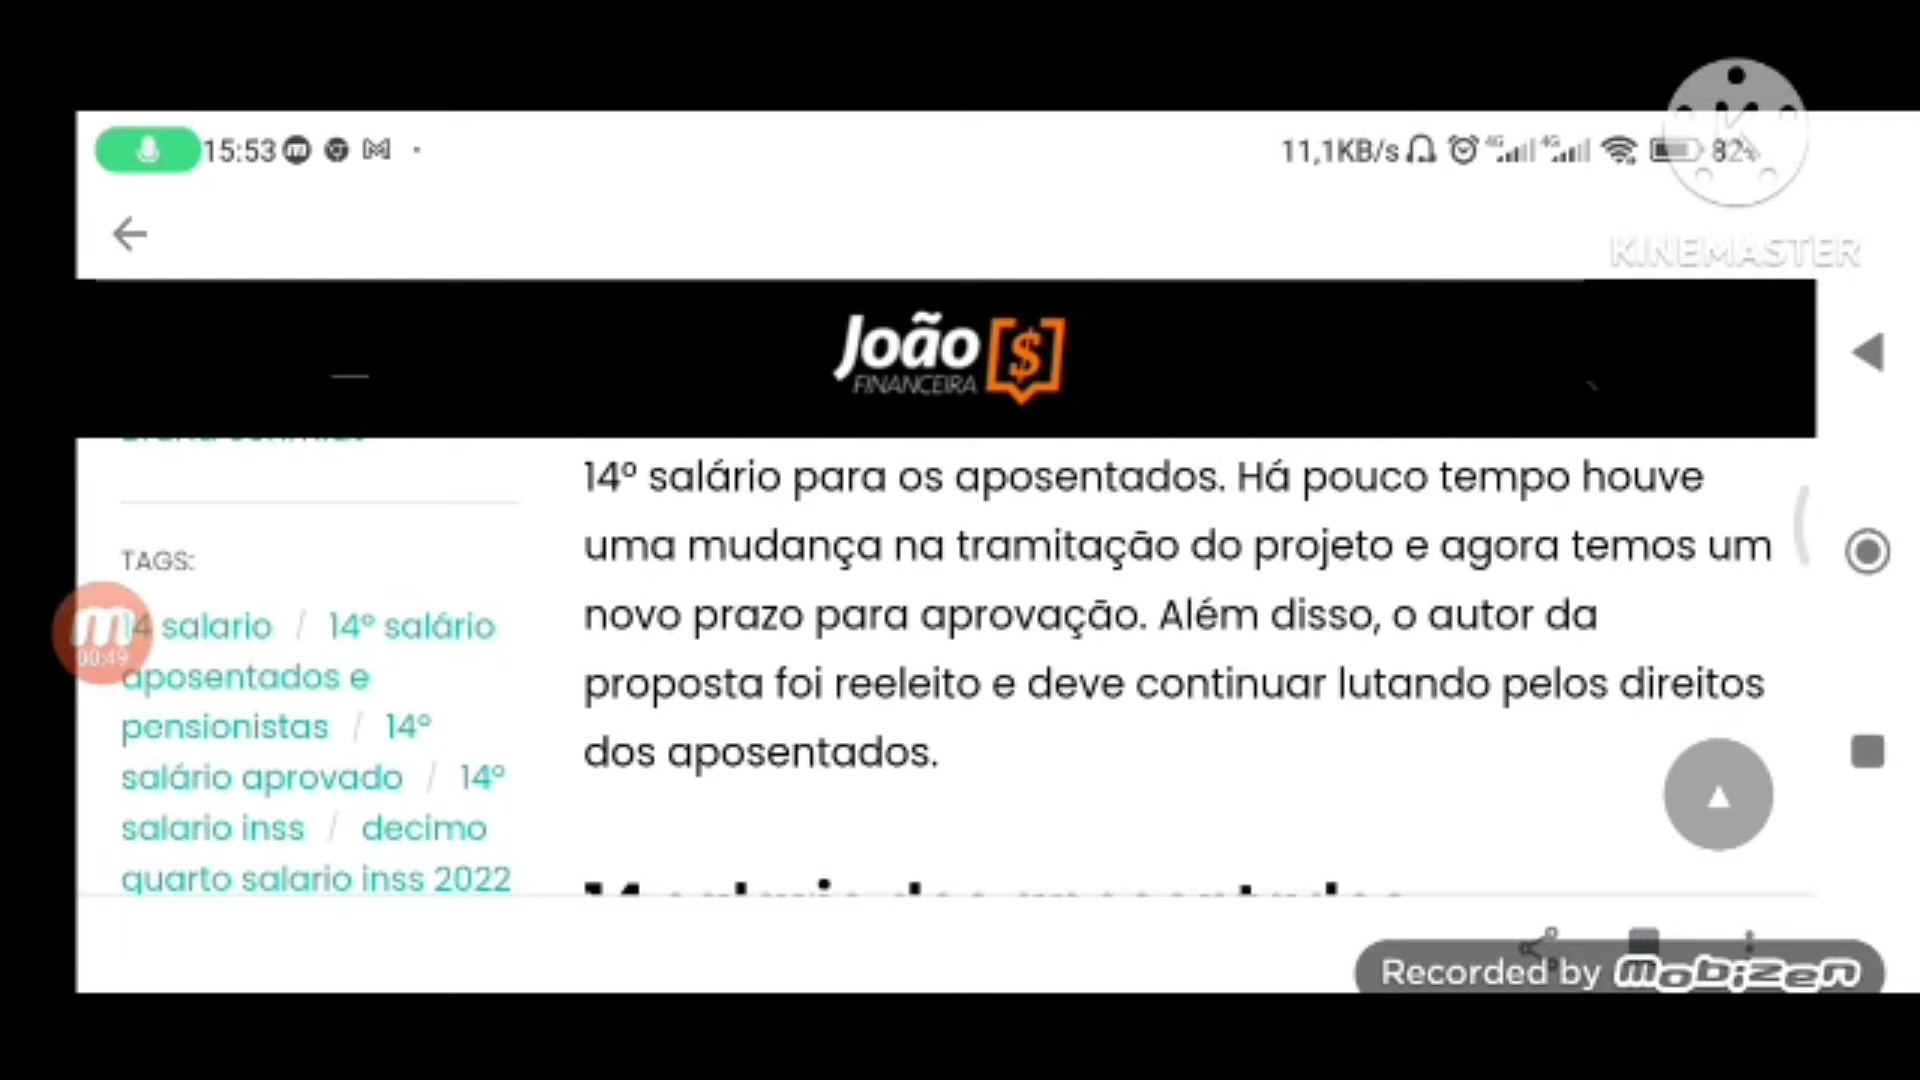 15:53
11,1KB/s 4G 4G 82%
KINEMASTER
João
FINANCEIRA
14º salário para os aposentados. Há pouco tempo houve
uma mudança na tramitação do projeto e agora temos um
novo prazo para aprovação. Além disso, o autor da
proposta foi reeleito e deve continuar lutando pelos direitos
dos aposentados.
TAGS:
14 salario / 14º salário
aposentados e
pensionistas / 14º
salário aprovado / 14º
salario inss / decimo
quarto salario inss 2022
00:49
Recorded by mobizen